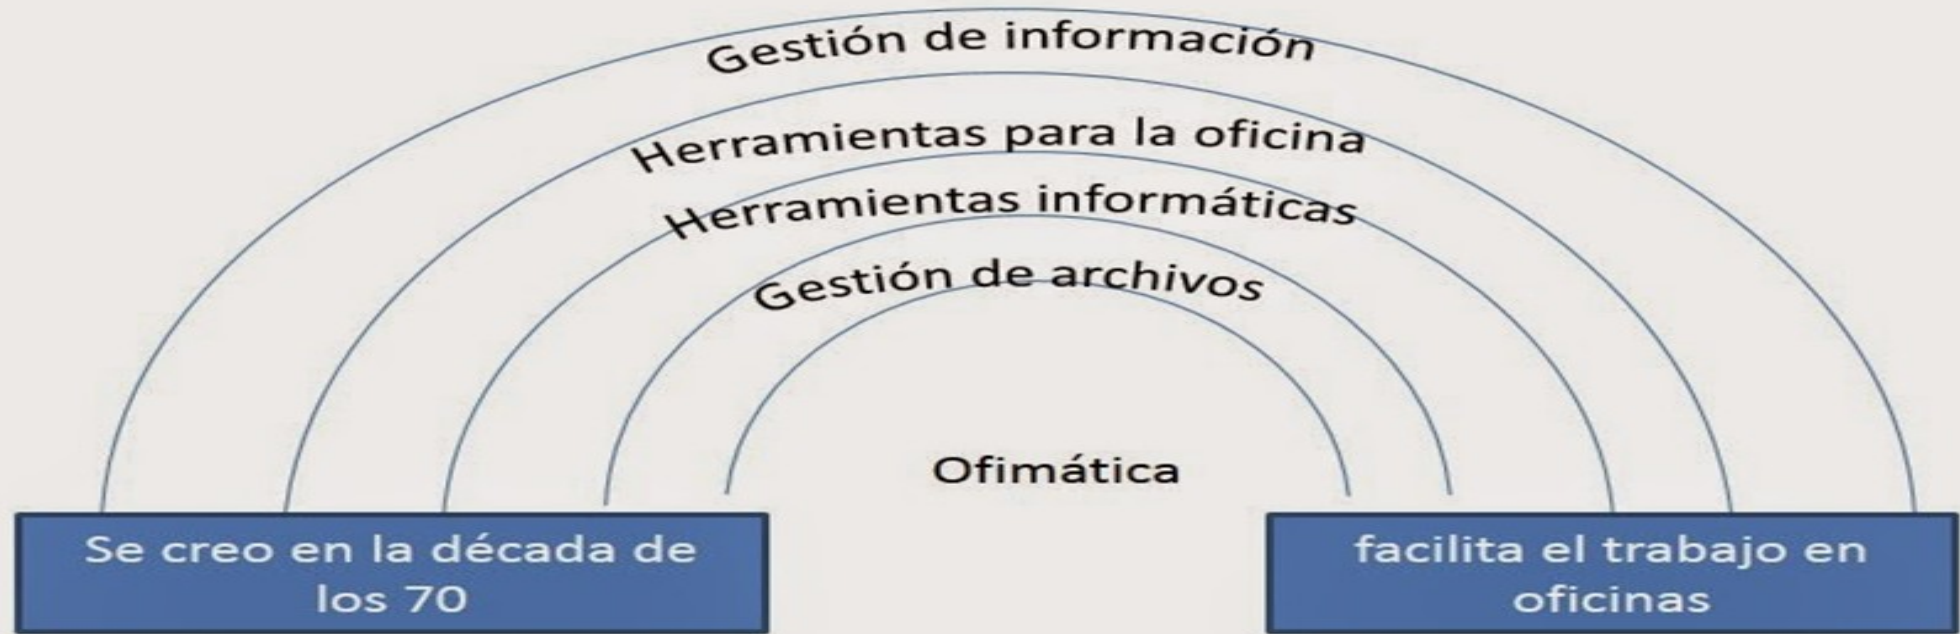 Gestión de información
Herramientas para la oficina
Herramientas informáticas
Gestión de archivos
Ofimática
Se creo en la década de
los 70
facilita el trabajo en
oficinas